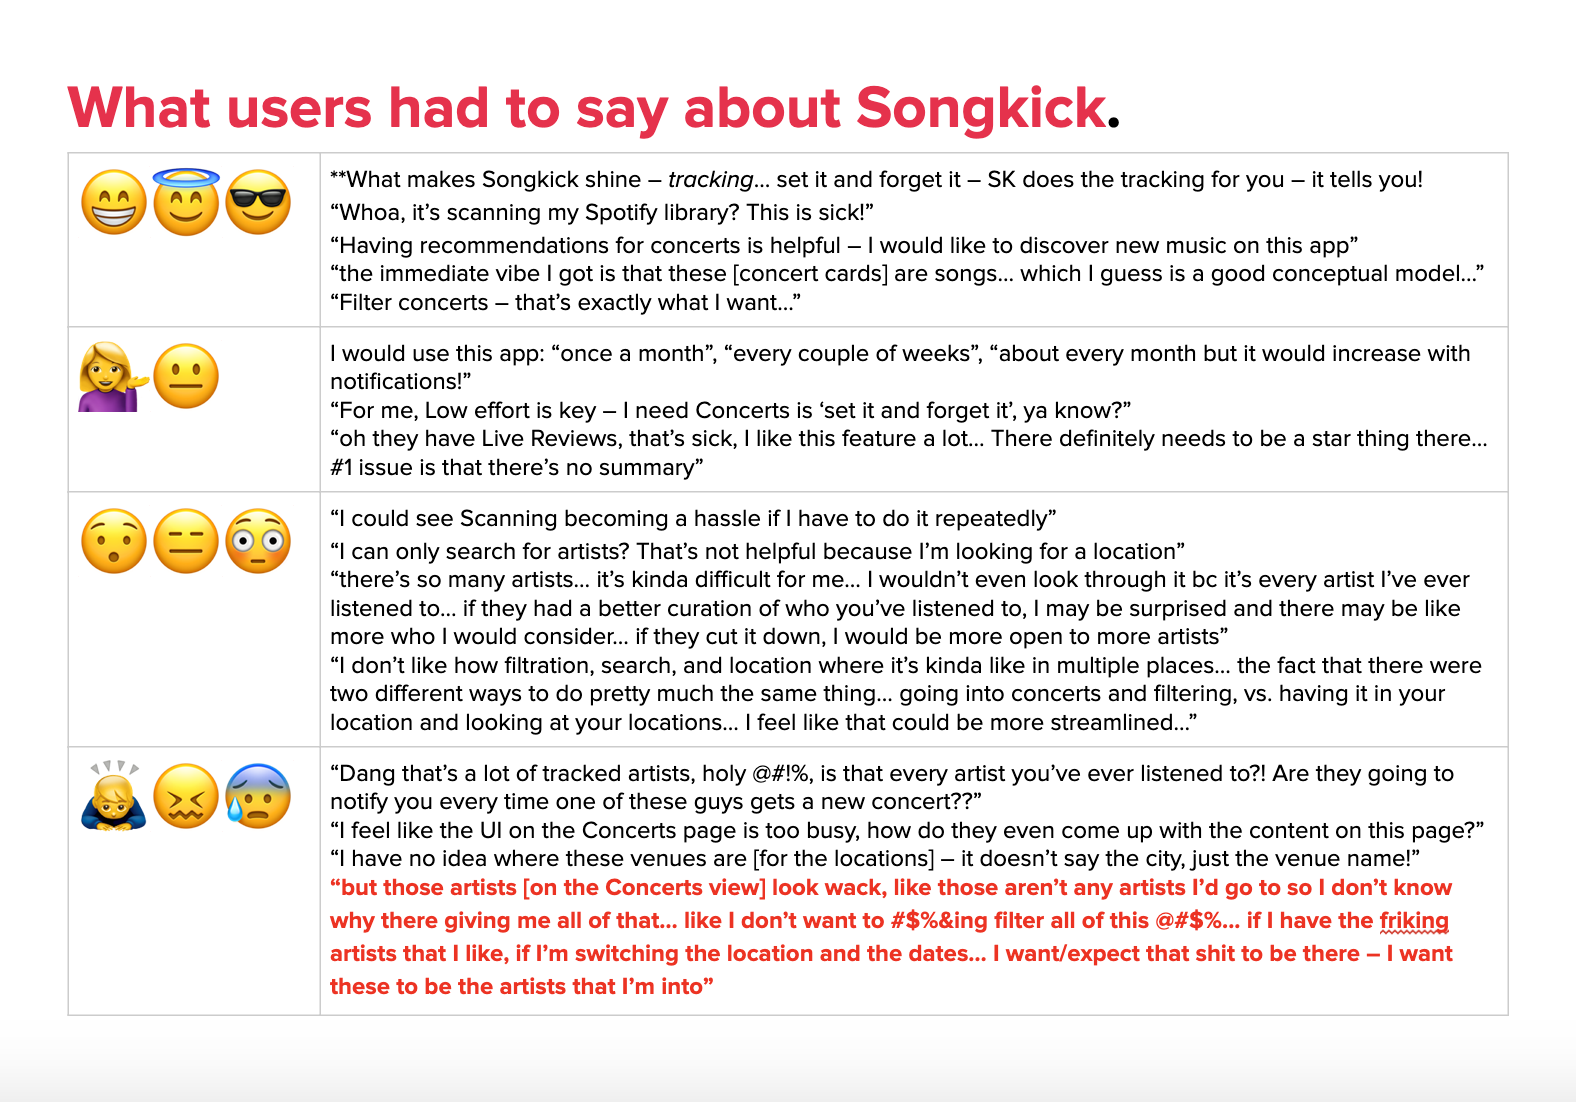 What users had to say about Songkick.
**What makes Songkick shine – tracking... set it and forget it – SK does the tracking for you – it tells you!
“Whoa, it’s scanning my Spotify library? This is sick!”
“Having recommendations for concerts is helpful – I would like to discover new music on this app”
“the immediate vibe I got is that these [concert cards] are songs... which I guess is a good conceptual model...”
“Filter concerts – that’s exactly what I want...”
I would use this app: “once a month”, “every couple of weeks”, “about every month but it would increase with
notifications!”
“For me, Low effort is key – I need Concerts is ‘set it and forget it’, ya know?”
“oh they have Live Reviews, that’s sick, I like this feature a lot... There definitely needs to be a star thing there...
#1 issue is that there’s no summary”
“I could see Scanning becoming a hassle if I have to do it repeatedly”
“I can only search for artists? That’s not helpful because I’m looking for a location”
“there’s so many artists... it’s kinda difficult for me... I wouldn’t even look through it bc it’s every artist I’ve ever
listened to... if they had a better curation of who you’ve listened to, I may be surprised and there may be like
more who I would consider... if they cut it down, I would be more open to more artists”
“I don’t like how filtration, search, and location where it’s kinda like in multiple places... the fact that there were
two different ways to do pretty much the same thing... going into concerts and filtering, vs. having it in your
location and looking at your locations... I feel like that could be more streamlined...”
“Dang that’s a lot of tracked artists, holy @#!%, is that every artist you’ve ever listened to?! Are they going to
notify you every time one of these guys gets a new concert??”
“I feel like the UI on the Concerts page is too busy, how do they even come up with the content on this page?”
“I have no idea where these venues are [for the locations] – it doesn’t say the city, just the venue name!”
“but those artists [on the Concerts view] look wack, like those aren’t any artists I’d go to so I don’t know
why there giving me all of that... like I don’t want to #$%&ing filter all of this @#$%... if I have the friking
artists that I like, if I’m switching the location and the dates... I want/expect that shit to be there – I want
these to be the artists that I’m into”